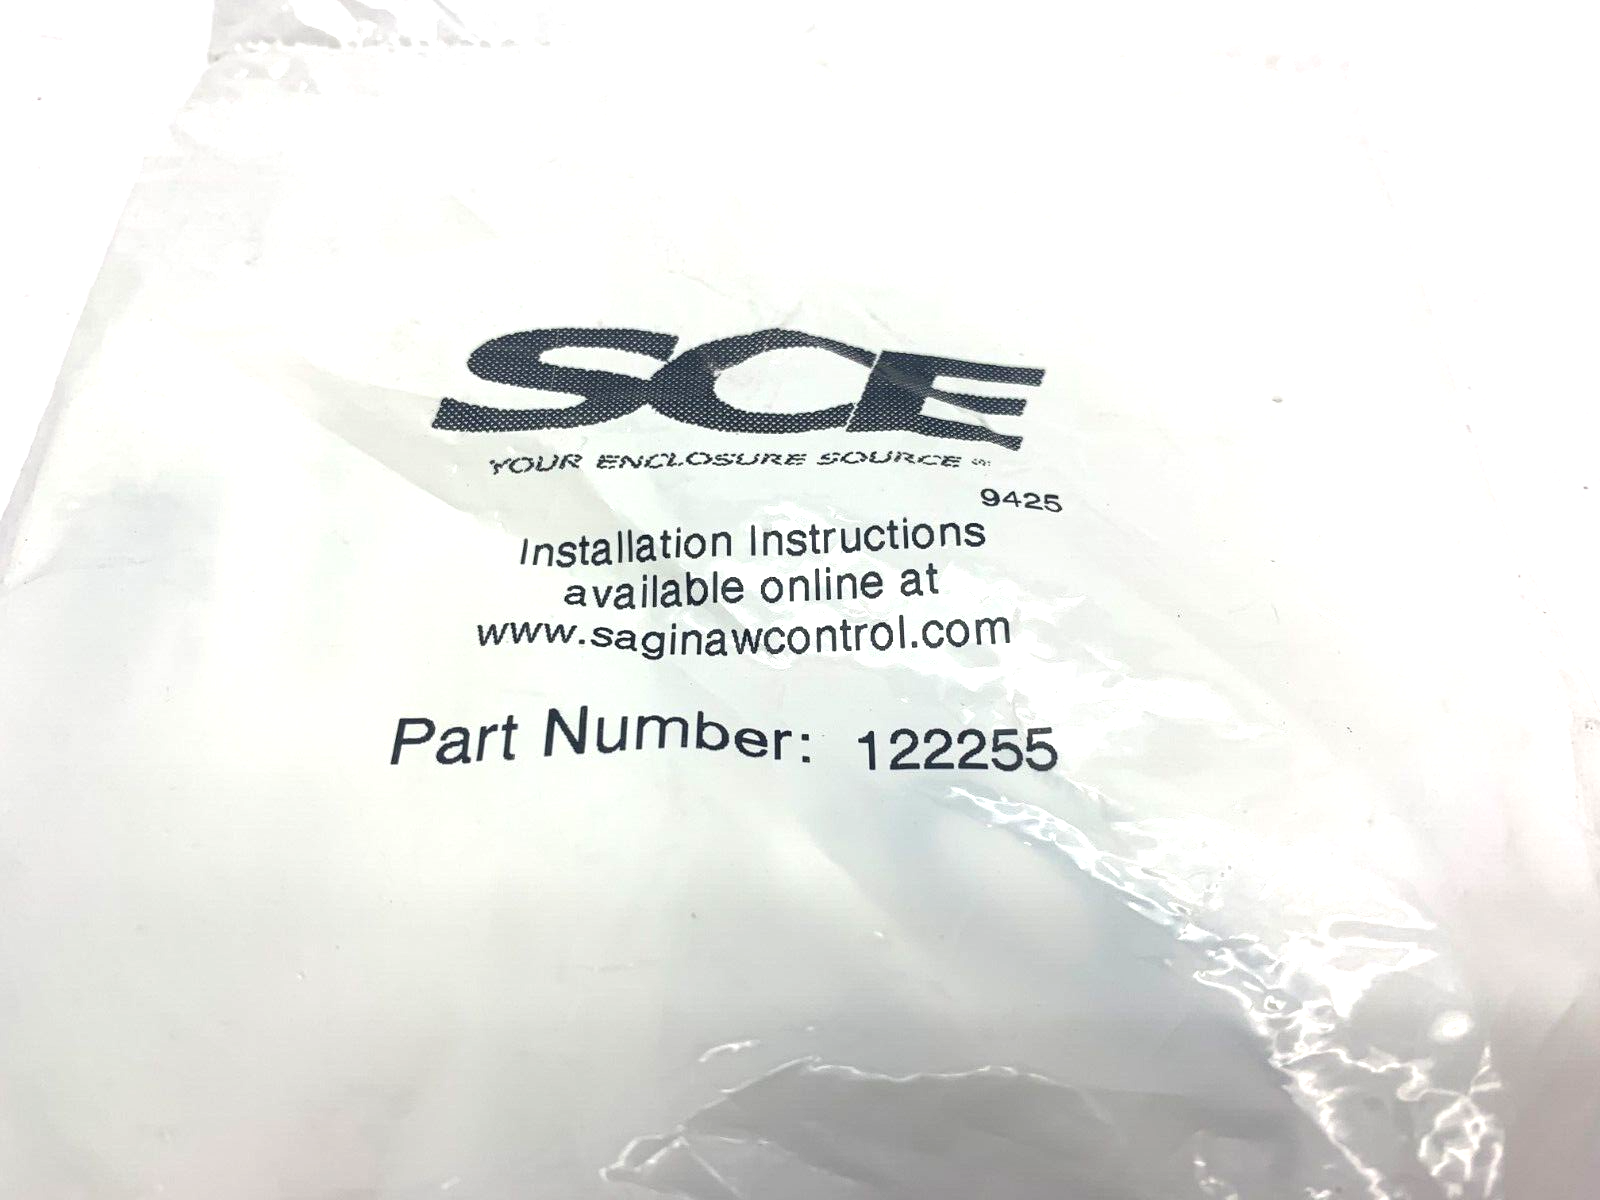 SCE
YOUR ENCLOSURE SOURCE
9425
Installation Instructions
available online at
www.saginawcontrol.com
Part Number: 122255